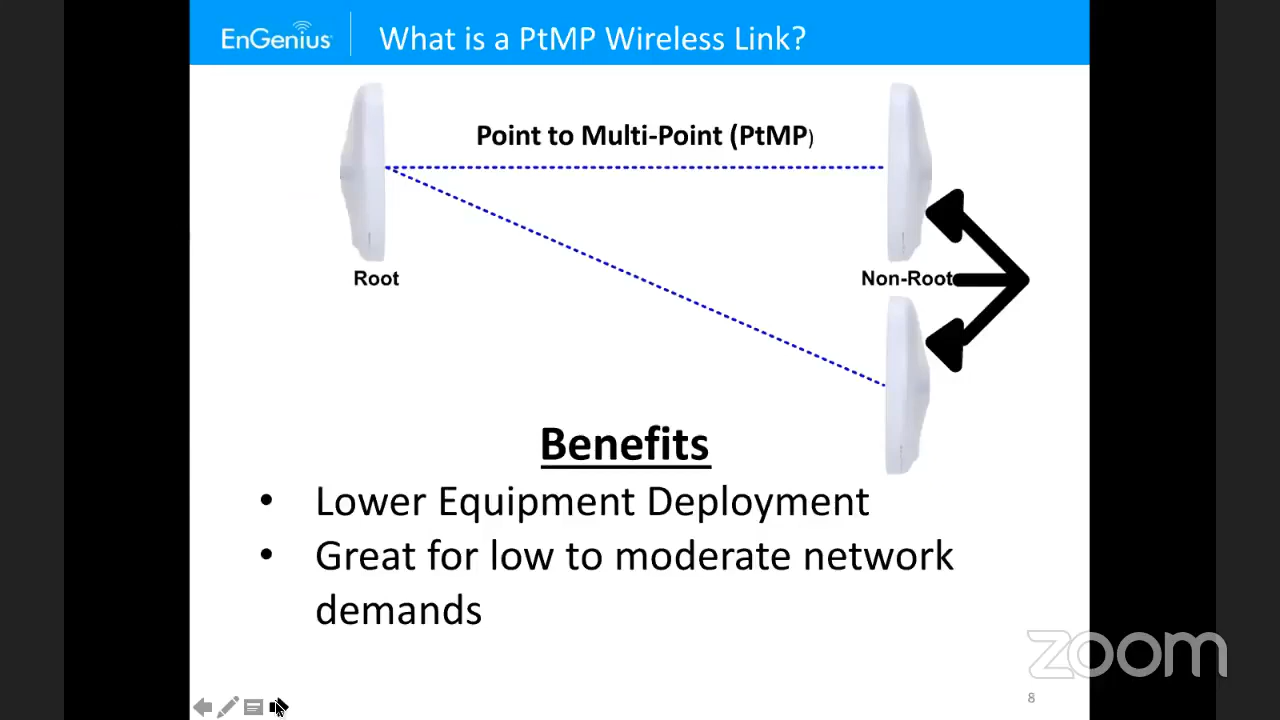 EnGenius
What is a PtMP Wireless Link?
Point to Multi-Point (PtMP)
Root
Non-Root
Benefits
• Lower Equipment Deployment
• Great for low to moderate network
demands
zoom
8